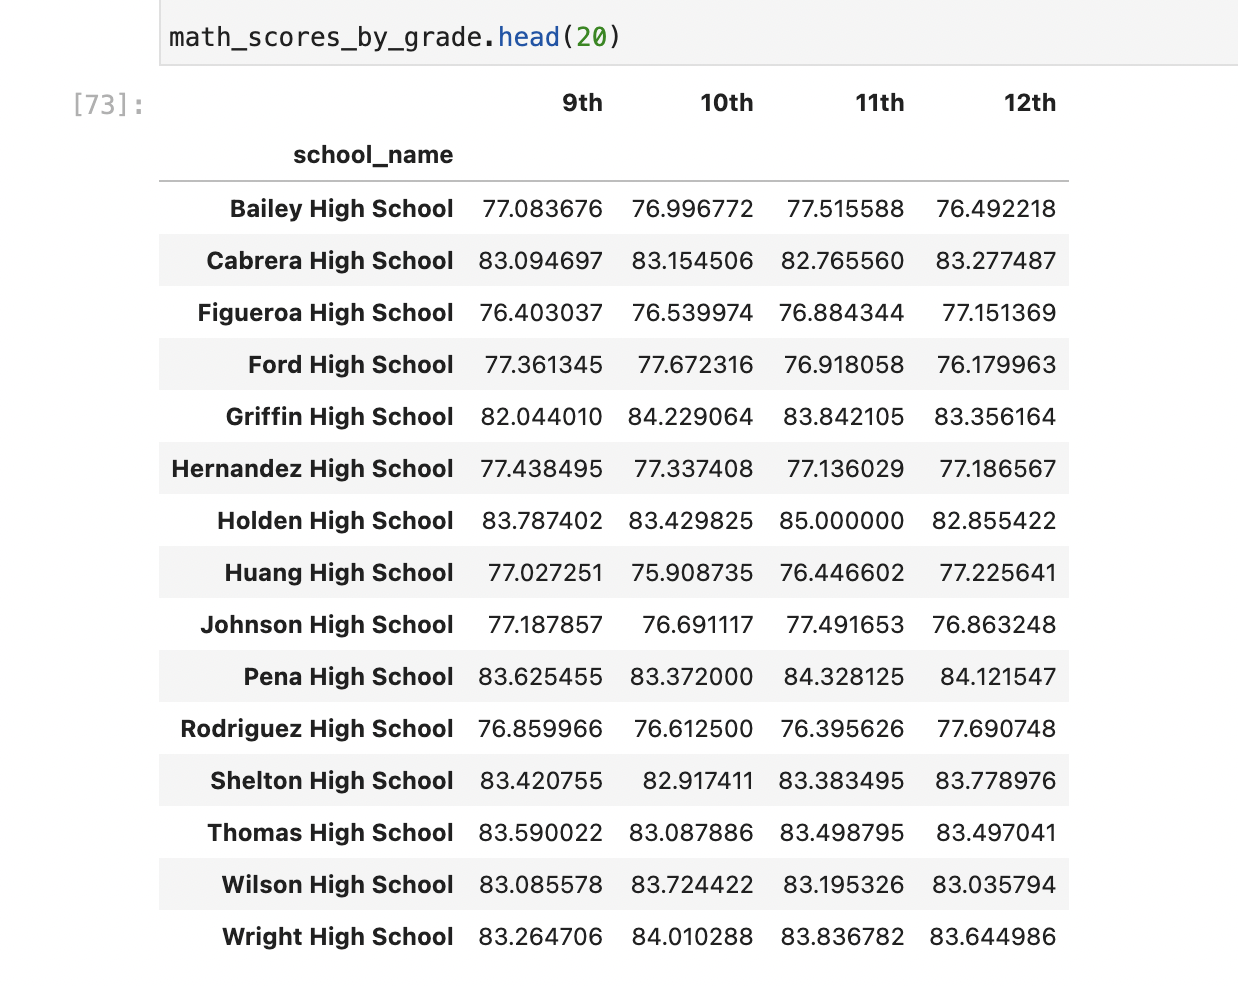 math_scores_by_grade.head(20)
[73]:
9th 10th 11th 12th
school_name
Bailey High School 77.083676 76.996772 77.515588 76.492218
Cabrera High School 83.094697 83.154506 82.765560 83.277487
Figueroa High School 76.403037 76.539974 76.884344 77.151369
Ford High School 77.361345 77.672316 76.918058 76.179963
Griffin High School 82.044010 84.229064 83.842105 83.356164
Hernandez High School 77.438495 77.337408 77.136029 77.186567
Holden High School 83.787402 83.429825 85.000000 82.855422
Huang High School 77.027251 75.908735 76.446602 77.225641
Johnson High School 77.187857 76.691117 77.491653 76.863248
Pena High School 83.625455 83.372000 84.328125 84.121547
Rodriguez High School 76.859966 76.612500 76.395626 77.690748
Shelton High School 83.420755 82.917411 83.383495 83.778976
Thomas High School 83.590022 83.087886 83.498795 83.497041
Wilson High School 83.085578 83.724422 83.195326 83.035794
Wright High School 83.264706 84.010288 83.836782 83.644986